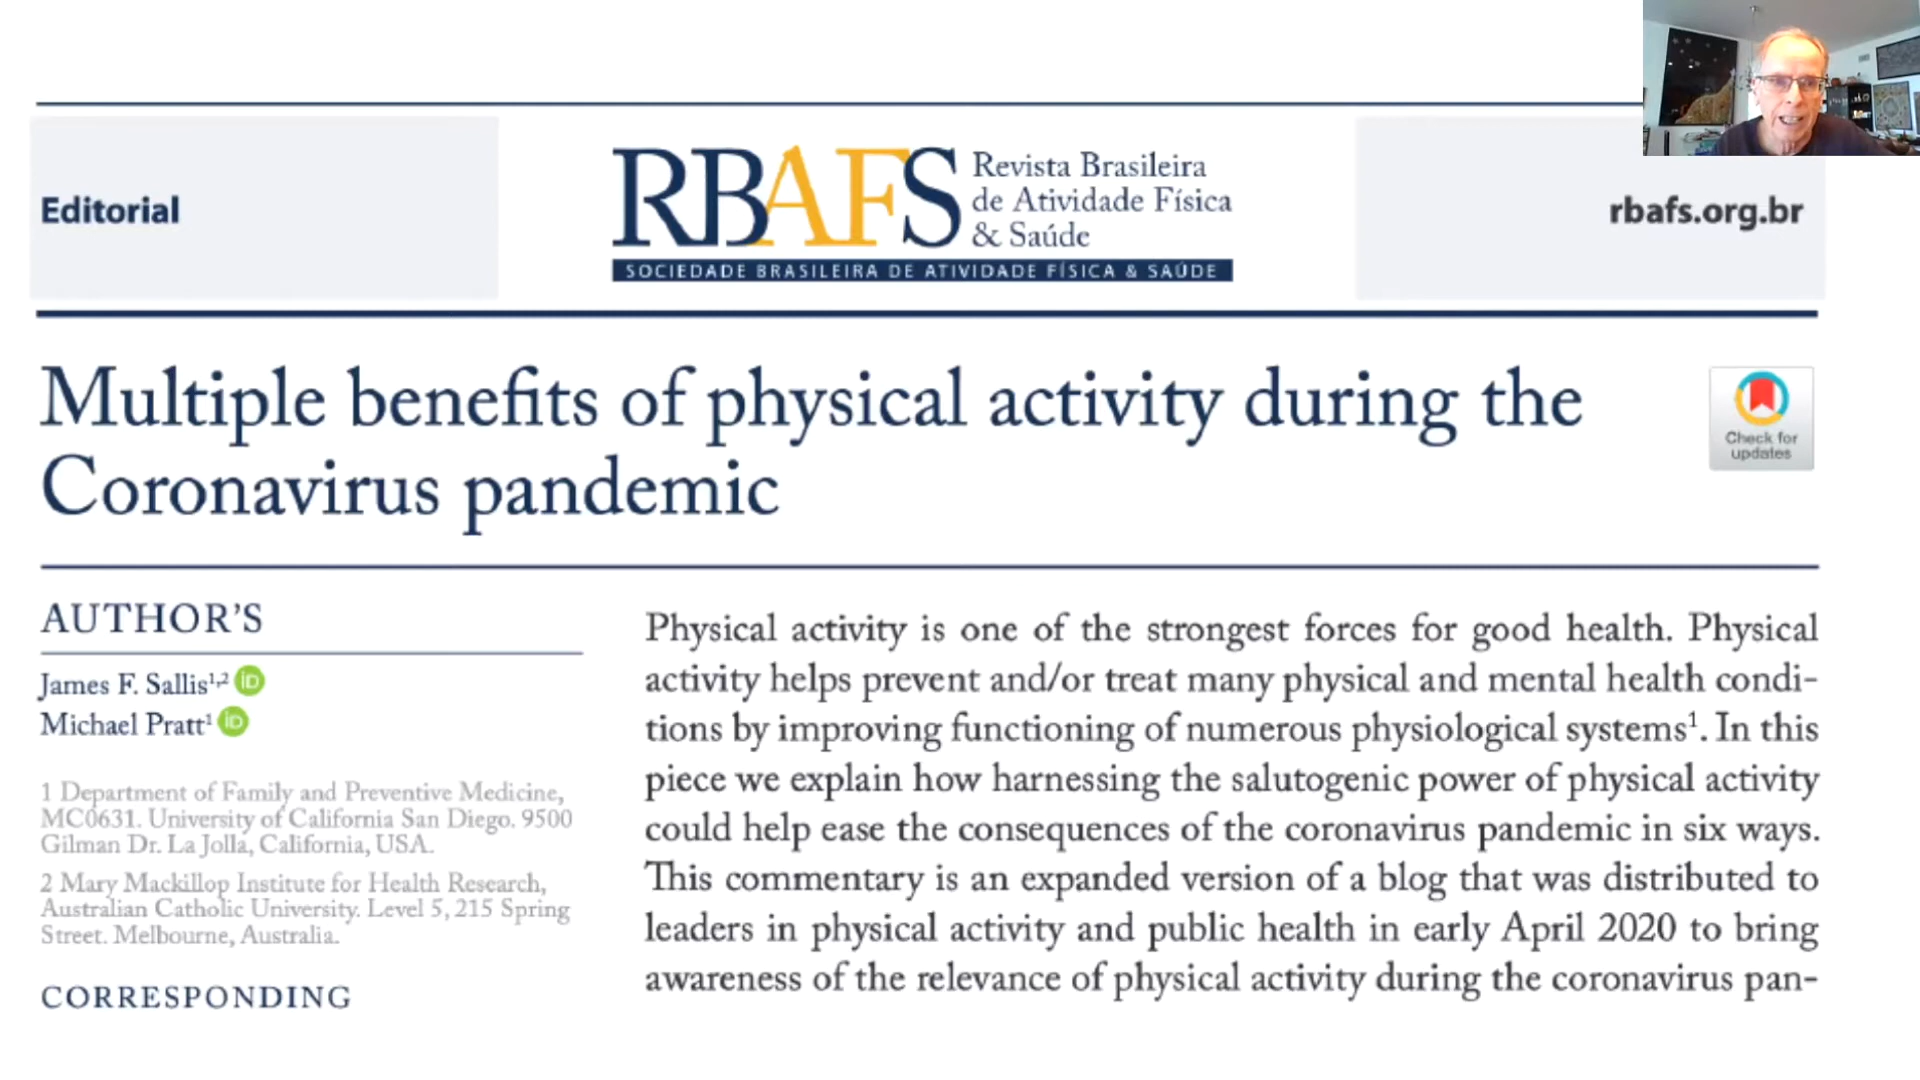 Editorial
RBAFS
Revista Brasileira
de Atividade Física
& Saúde
SOCIEDADE BRASILEIRA DE ATIVIDADE FÍSICA & SAÚDE
rbafs.org.br
Multiple benefits of physical activity during the
Coronavirus pandemic
Check for
updates
AUTHOR'S
James F. Sallis¹,² iD
Michael Pratt¹ iD
1 Department of Family and Preventive Medicine,
MC0631. University of California San Diego. 9500
Gilman Dr. La Jolla, California, USA.
2 Mary Mackillop Institute for Health Research,
Australian Catholic University. Level 5, 215 Spring
Street. Melbourne, Australia.
CORRESPONDING
Physical activity is one of the strongest forces for good health. Physical
activity helps prevent and/or treat many physical and mental health condi-
tions by improving functioning of numerous physiological systems¹. In this
piece we explain how harnessing the salutogenic power of physical activity
could help ease the consequences of the coronavirus pandemic in six ways.
This commentary is an expanded version of a blog that was distributed to
leaders in physical activity and public health in early April 2020 to bring
awareness of the relevance of physical activity during the coronavirus pan-